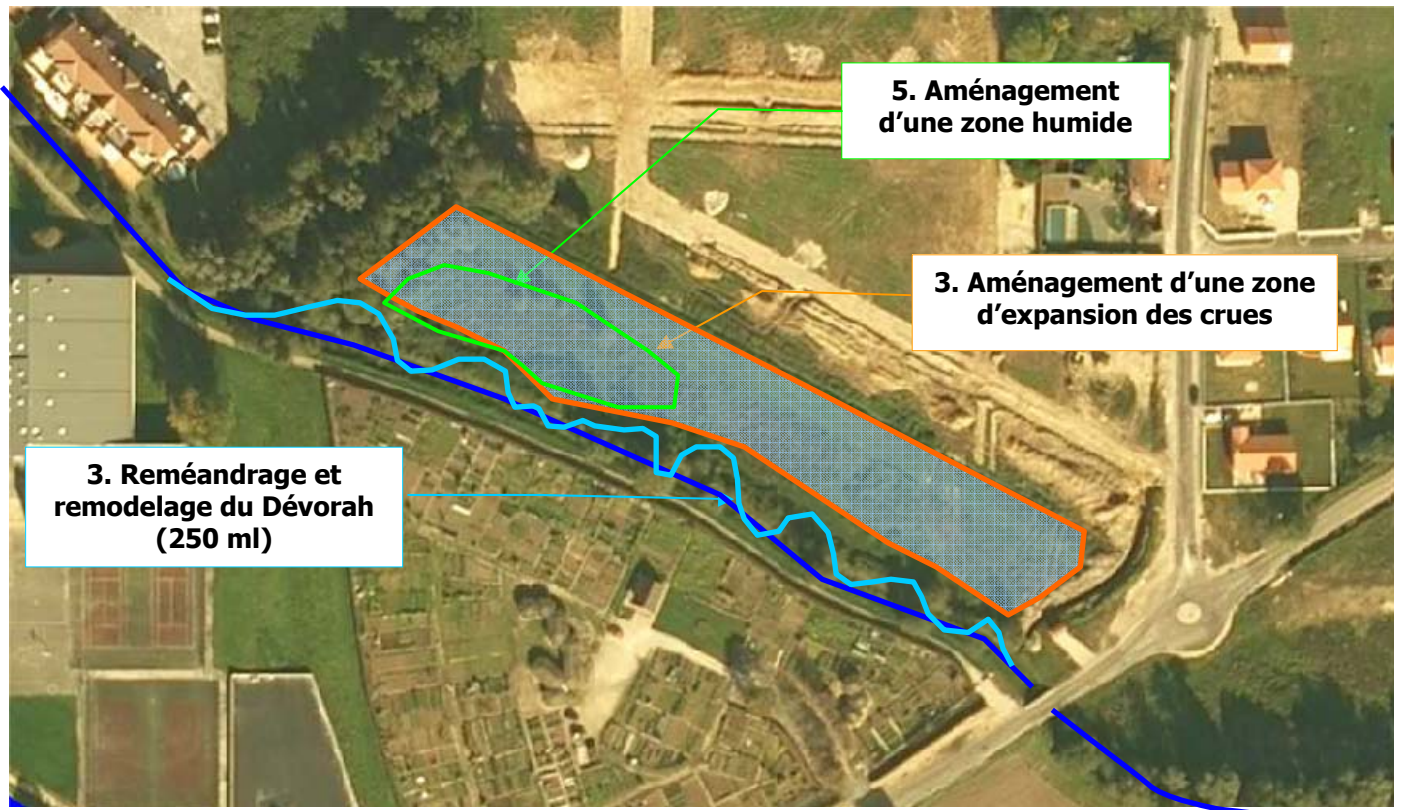 5. Aménagement
d’une zone humide
3. Aménagement d’une zone
d’expansion des crues
3. Reméandrage et
remodelage du Dévorah
(250 ml)